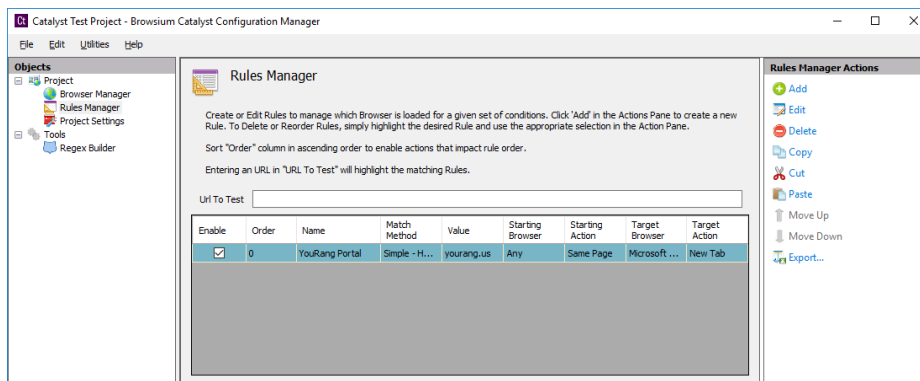 Ct Catalyst Test Project - Browsium Catalyst Configuration Manager
File Edit Utilities Help
Objects
Project
Browser Manager
Rules Manager
Project Settings
Tools
Regex Builder
Rules Manager
Create or Edit Rules to manage which Browser is loaded for a given set of conditions. Click 'Add' in the Actions Pane to create a new
Rule. To Delete or Reorder Rules, simply highlight the desired Rule and use the appropriate selection in the Action Pane.
Sort "Order" column in ascending order to enable actions that impact rule order.
Entering an URL in "URL To Test" will highlight the matching Rules.
Url To Test
Enable Order Name Match Method Value Starting Browser Starting Action Target Browser Target Action
0 YouRang Portal Simple - H... yourang.us Any Same Page Microsoft ... New Tab
Rules Manager Actions
Add
Edit
Delete
Copy
Cut
Paste
Move Up
Move Down
Export...